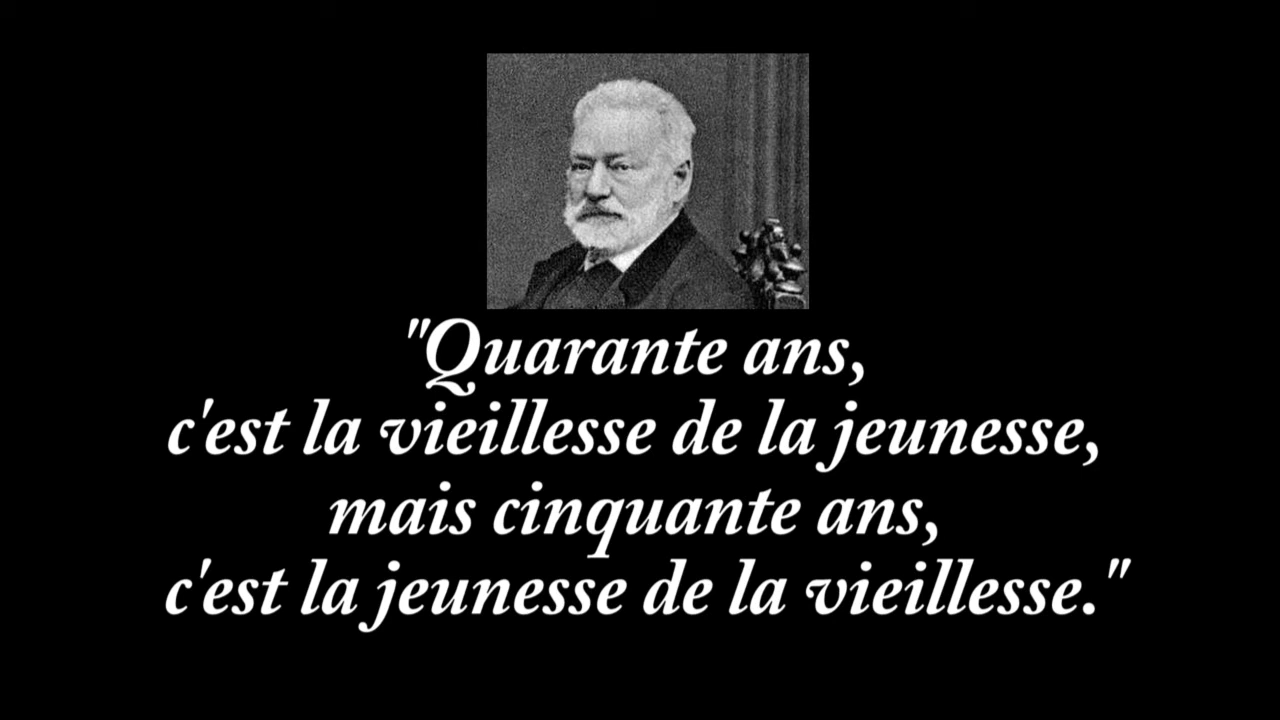 "Quarante ans,
c'est la vieillesse de la jeunesse,
mais cinquante ans,
c'est la jeunesse de la vieillesse."